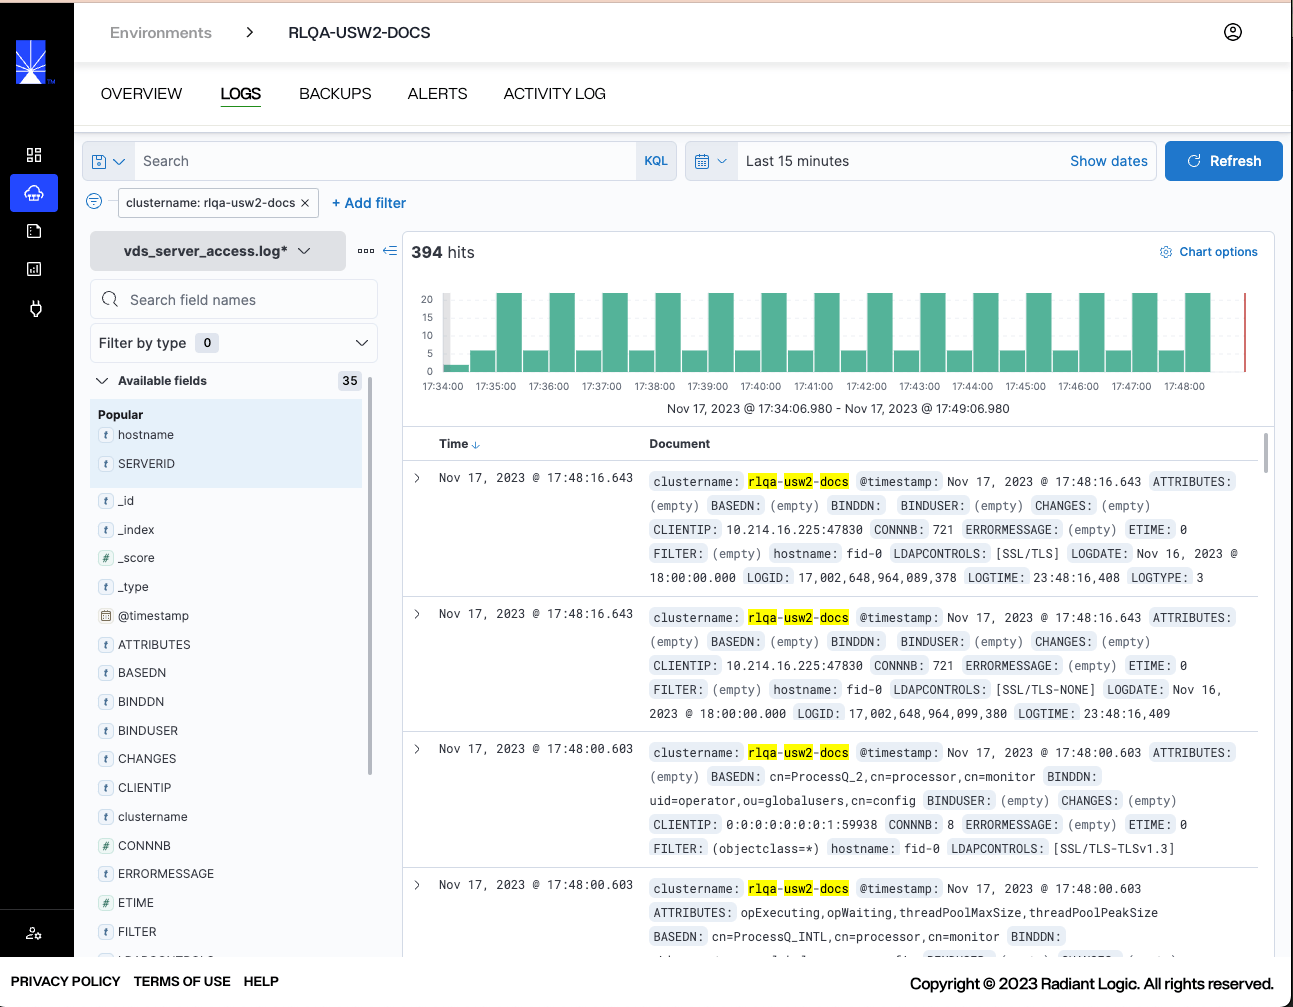 Environments > RLQA-USW2-DOCS
TM
OVERVIEW LOGS BACKUPS ALERTS ACTIVITY LOG
Search KQL Last 15 minutes Show dates Refresh
clustername: rlqa-usw2-docs × + Add filter
vds_server_access.log*
Search field names
Filter by type 0
Available fields 35
Popular
t hostname
t SERVERID
t _id
t _index
# _score
t _type
@timestamp
t ATTRIBUTES
t BASEDN
t BINDDN
t BINDUSER
t CHANGES
t CLIENTIP
t clustername
# CONNNB
t ERRORMESSAGE
# ETIME
t FILTER
394 hits Chart options
20
15
10
5
0
17:34:00 17:35:00 17:36:00 17:37:00 17:38:00 17:39:00 17:40:00 17:41:00 17:42:00 17:43:00 17:44:00 17:45:00 17:46:00 17:47:00 17:48:00
Nov 17, 2023 @ 17:34:06.980 - Nov 17, 2023 @ 17:49:06.980
Time ↓ Document
Nov 17, 2023 @ 17:48:16.643 clustername: rlqa-usw2-docs @timestamp: Nov 17, 2023 @ 17:48:16.643 ATTRIBUTES:
(empty) BASEDN: (empty) BINDDN: BINDUSER: (empty) CHANGES: (empty)
CLIENTIP: 10.214.16.225:47830 CONNNB: 721 ERRORMESSAGE: (empty) ETIME: 0
FILTER: (empty) hostname: fid-0 LDAPCONTROLS: [SSL/TLS] LOGDATE: Nov 16, 2023 @
18:00:00.000 LOGID: 17,002,648,964,089,378 LOGTIME: 23:48:16,408 LOGTYPE: 3
Nov 17, 2023 @ 17:48:16.643 clustername: rlqa-usw2-docs @timestamp: Nov 17, 2023 @ 17:48:16.643 ATTRIBUTES:
(empty) BASEDN: (empty) BINDDN: BINDUSER: (empty) CHANGES: (empty)
CLIENTIP: 10.214.16.225:47830 CONNNB: 721 ERRORMESSAGE: (empty) ETIME: 0
FILTER: (empty) hostname: fid-0 LDAPCONTROLS: [SSL/TLS-NONE] LOGDATE: Nov 16,
2023 @ 18:00:00.000 LOGID: 17,002,648,964,099,380 LOGTIME: 23:48:16,409
Nov 17, 2023 @ 17:48:00.603 clustername: rlqa-usw2-docs @timestamp: Nov 17, 2023 @ 17:48:00.603 ATTRIBUTES:
(empty) BASEDN: cn=ProcessQ_2,cn=processor,cn=monitor BINDDN:
uid=operator,ou=globalusers,cn=config BINDUSER: (empty) CHANGES: (empty)
CLIENTIP: 0:0:0:0:0:0:0:1:59938 CONNNB: 8 ERRORMESSAGE: (empty) ETIME: 0
FILTER: (objectclass=*) hostname: fid-0 LDAPCONTROLS: [SSL/TLS-TLSv1.3]
Nov 17, 2023 @ 17:48:00.603 clustername: rlqa-usw2-docs @timestamp: Nov 17, 2023 @ 17:48:00.603
ATTRIBUTES: opExecuting,opWaiting,threadPoolMaxSize,threadPoolPeakSize
BASEDN: cn=ProcessQ_INTL,cn=processor,cn=monitor BINDDN:
PRIVACY POLICY TERMS OF USE HELP Copyright © 2023 Radiant Logic. All rights reserved.